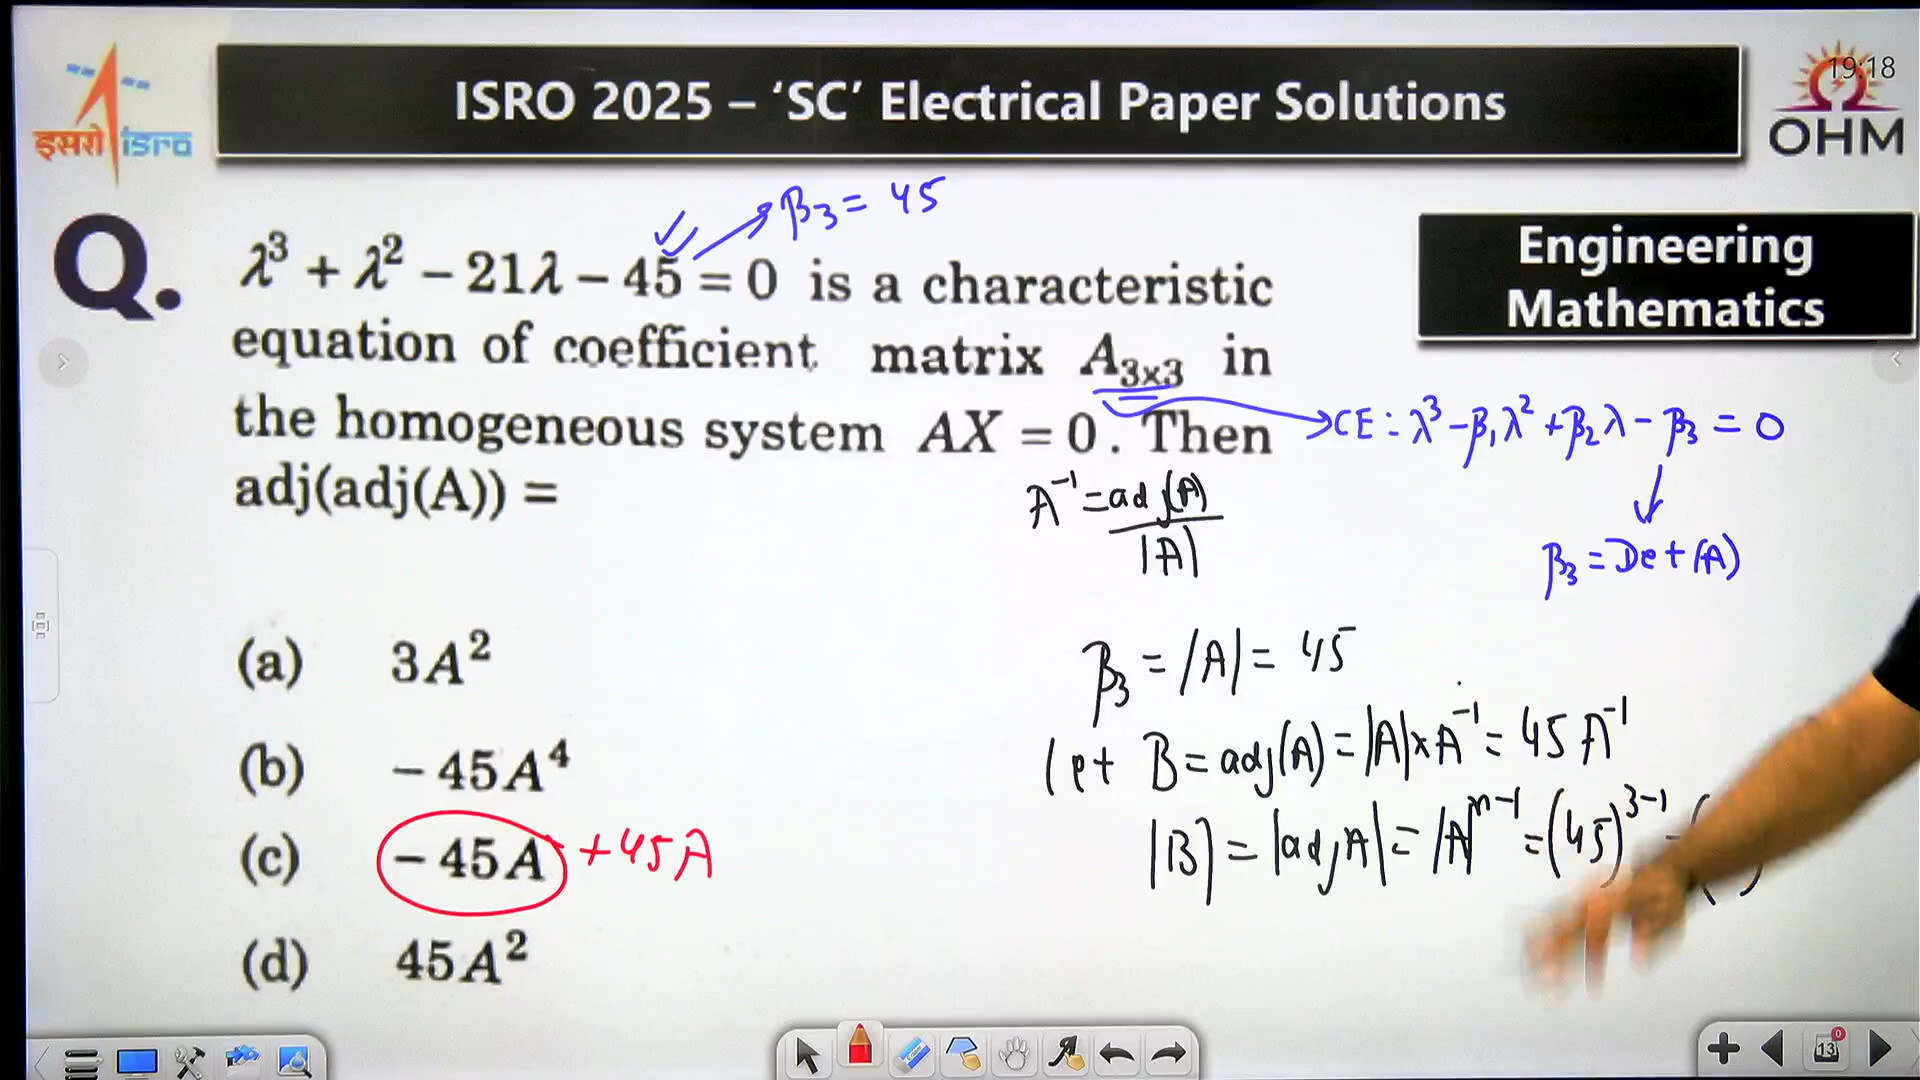 ISRO 2025 – ‘SC’ Electrical Paper Solutions
इसरो isro
19:18
OHM
β₃ = 45
Q. λ³ + λ² − 21λ − 45 = 0 is a characteristic
equation of coefficient matrix A₃ₓ₃ in
the homogeneous system AX = 0. Then
adj(adj(A)) =
Engineering
Mathematics
CE: λ³ − β₁λ² + β₂λ − β₃ = 0
β₃ = Det(A)
A⁻¹ = adj(A) / |A|
β₃ = |A| = 45
let B = adj(A) = |A| × A⁻¹ = 45 A⁻¹
|B| = |adj A| = |A|ⁿ⁻¹ = (45)³⁻¹ = (
(a) 3A²
(b) − 45A⁴
(c) − 45A + 45A
(d) 45A²
13
0